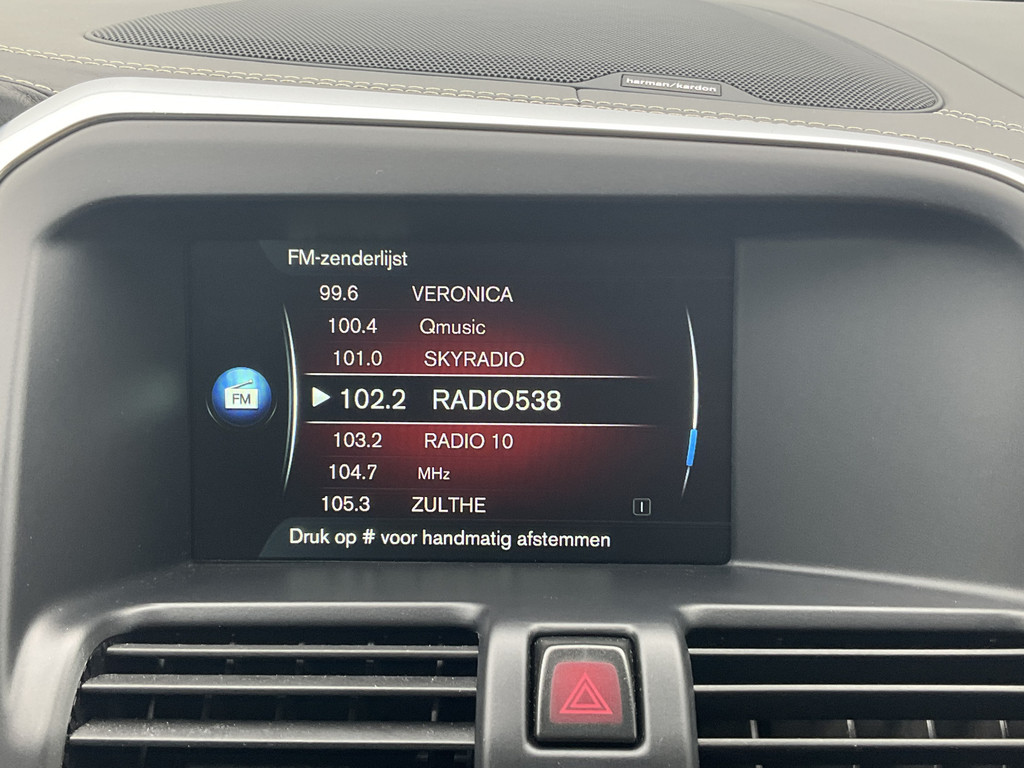 harman/kardon
FM-zenderlijst
99.6 VERONICA
100.4 Qmusic
101.0 SKYRADIO
FM
102.2 RADIO538
103.2 RADIO 10
104.7 MHz
105.3 ZULTHE I
Druk op # voor handmatig afstemmen